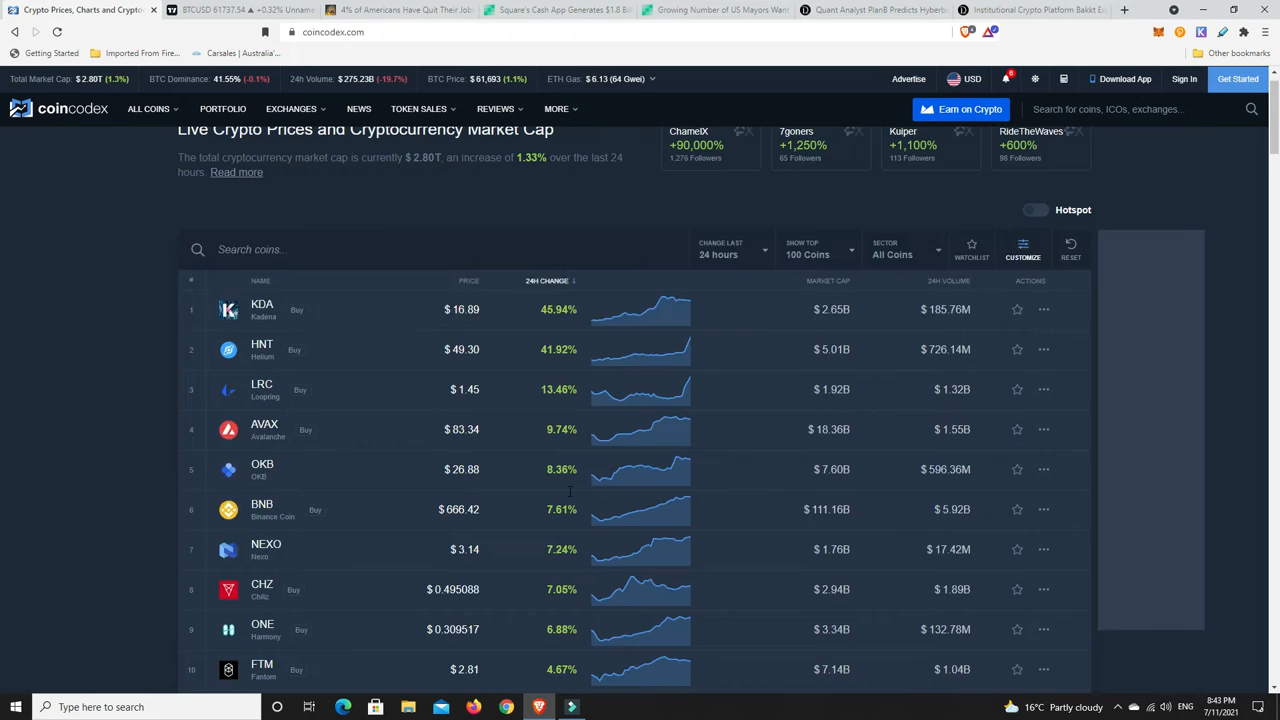 Crypto Prices, Charts and Crypto
BTCUSD 61737.54 ▲ +0.32% Unname
4% of Americans Have Quit Their Jobs
Square's Cash App Generates $1.8 Bil
Growing Number of US Mayors Want
Quant Analyst PlanB Predicts Hyperbo
Institutional Crypto Platform Bakkt Ex
coincodex.com
Getting Started
Imported From Fire...
Carsales | Australia'...
Other bookmarks
Total Market Cap: $ 2.80T (1.3%)
BTC Dominance: 41.55% (-0.1%)
24h Volume: $ 275.23B (-19.7%)
BTC Price: $ 61,693 (1.1%)
ETH Gas: $ 6.13 (64 Gwei)
Advertise
USD
6
Download App
Sign In
Get Started
coincodex
ALL COINS
PORTFOLIO
EXCHANGES
NEWS
TOKEN SALES
REVIEWS
MORE
Earn on Crypto
Search for coins, ICOs, exchanges...
Live Crypto Prices and Cryptocurrency Market Cap
The total cryptocurrency market cap is currently $ 2.80T, an increase of 1.33% over the last 24
hours. Read more
ChameIX
+90,000%
1,276 Followers
7goners
+1,250%
65 Followers
Kuiper
+1,100%
113 Followers
RideTheWaves
+600%
98 Followers
Hotspot
Search coins...
CHANGE LAST
24 hours
SHOW TOP
100 Coins
SECTOR
All Coins
WATCHLIST
CUSTOMIZE
RESET
# NAME PRICE 24H CHANGE ↓ MARKET CAP 24H VOLUME ACTIONS
1 KDA Kadena Buy $ 16.89 45.94% $ 2.65B $ 185.76M
2 HNT Helium Buy $ 49.30 41.92% $ 5.01B $ 726.14M
3 LRC Loopring Buy $ 1.45 13.46% $ 1.92B $ 1.32B
4 AVAX Avalanche Buy $ 83.34 9.74% $ 18.36B $ 1.55B
5 OKB OKB $ 26.88 8.36% $ 7.60B $ 596.36M
6 BNB Binance Coin Buy $ 666.42 7.61% $ 111.16B $ 5.92B
7 NEXO Nexo $ 3.14 7.24% $ 1.76B $ 17.42M
8 CHZ Chiliz Buy $ 0.495088 7.05% $ 2.94B $ 1.89B
9 ONE Harmony Buy $ 0.309517 6.88% $ 3.34B $ 132.78M
10 FTM Fantom Buy $ 2.81 4.67% $ 7.14B $ 1.04B
Type here to search
16°C Partly cloudy
ENG
8:43 PM
7/11/2021